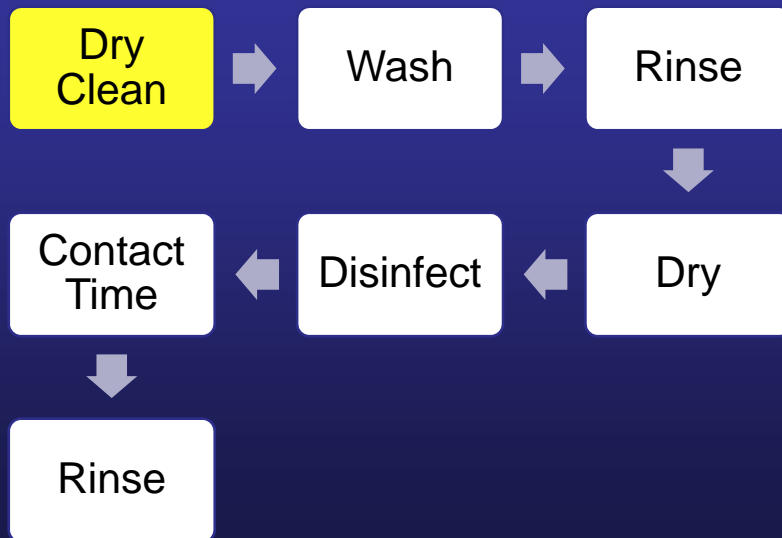 Dry
Clean
Wash
Rinse
Dry
Disinfect
Contact
Time
Rinse